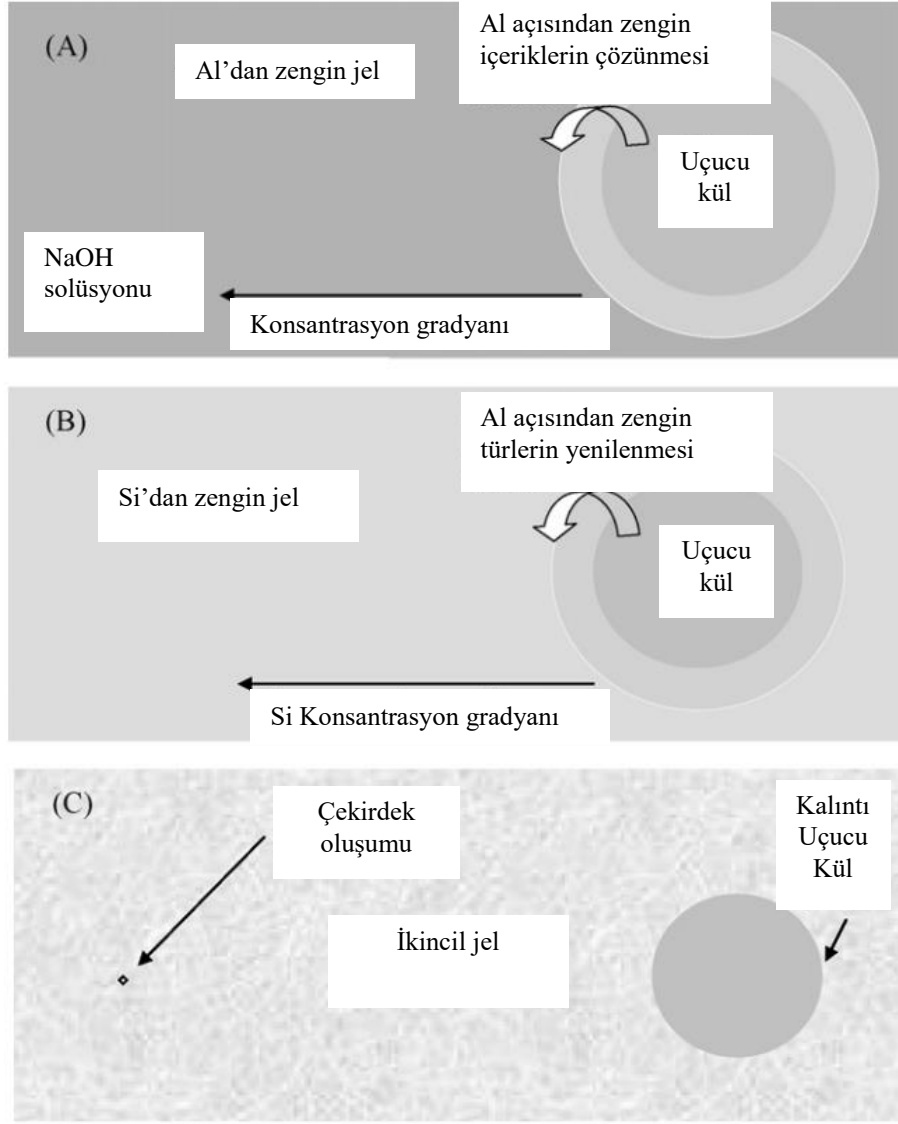 (A)
Al'dan zengin jel
Al açısından zengin
içeriklerin çözünmesi
Uçucu
kül
NaOH
solüsyonu
Konsantrasyon gradyanı
(B)
Si'dan zengin jel
Al açısından zengin
türlerin yenilenmesi
Uçucu
kül
Si Konsantrasyon gradyanı
(C)
Çekirdek
oluşumu
İkincil jel
Kalıntı
Uçucu
Kül